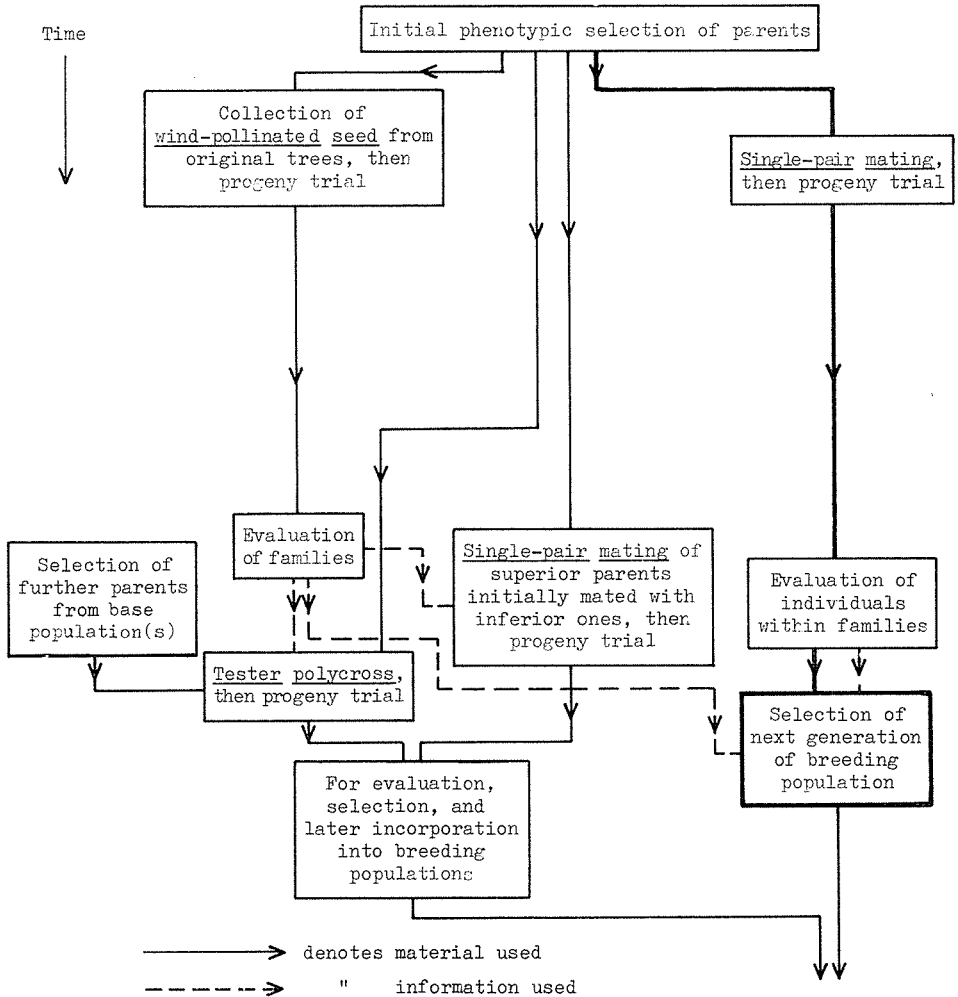 Time
Initial phenotypic selection of parents
Collection of
wind-pollinated seed from
original trees, then
progeny trial
Single-pair mating,
then progeny trial
Evaluation
of families
Selection of
further parents
from base
population(s)
Single-pair mating of
superior parents
initially mated with
inferior ones, then
progeny trial
Evaluation of
individuals
within families
Tester polycross,
then progeny trial
Selection of
next generation
of breeding
population
For evaluation,
selection, and
later incorporation
into breeding
populations
denotes material used
" information used